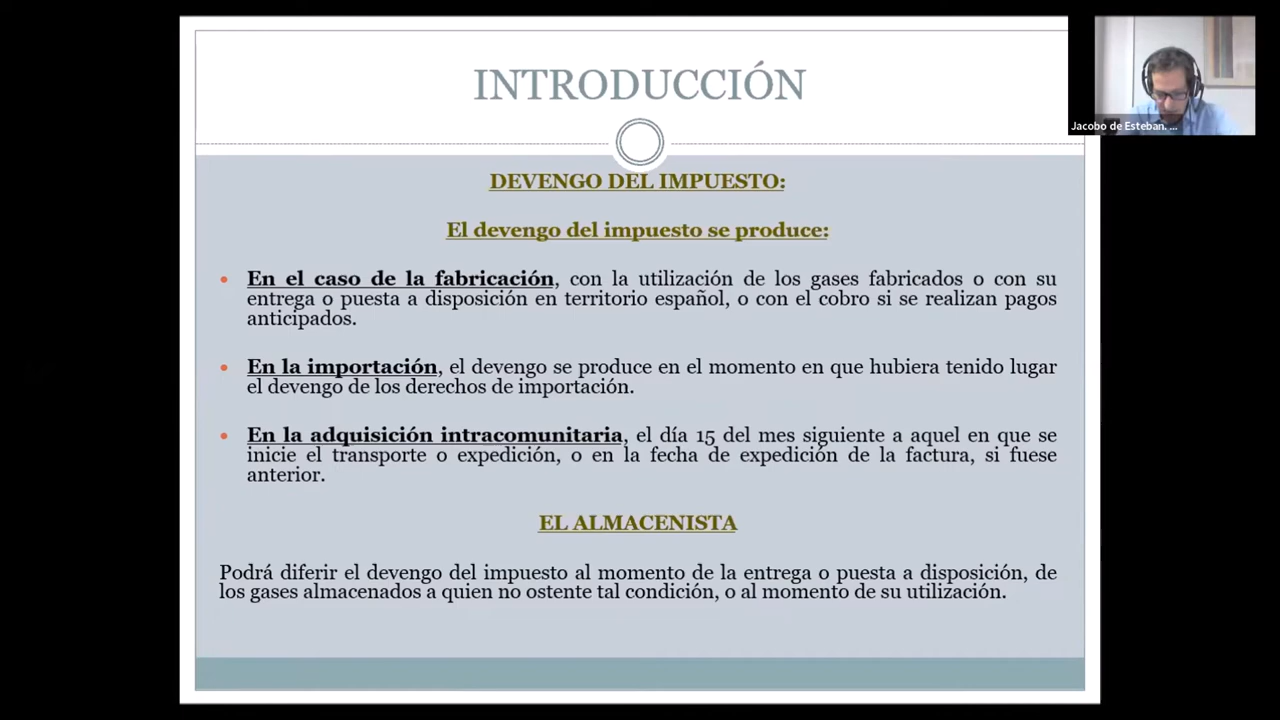 INTRODUCCIÓN
Jacobo de Esteban. ...
DEVENGO DEL IMPUESTO:
El devengo del impuesto se produce:
• En el caso de la fabricación, con la utilización de los gases fabricados o con su
entrega o puesta a disposición en territorio español, o con el cobro si se realizan pagos
anticipados.
• En la importación, el devengo se produce en el momento en que hubiera tenido lugar
el devengo de los derechos de importación.
• En la adquisición intracomunitaria, el día 15 del mes siguiente a aquel en que se
inicie el transporte o expedición, o en la fecha de expedición de la factura, si fuese
anterior.
EL ALMACENISTA
Podrá diferir el devengo del impuesto al momento de la entrega o puesta a disposición, de
los gases almacenados a quien no ostente tal condición, o al momento de su utilización.